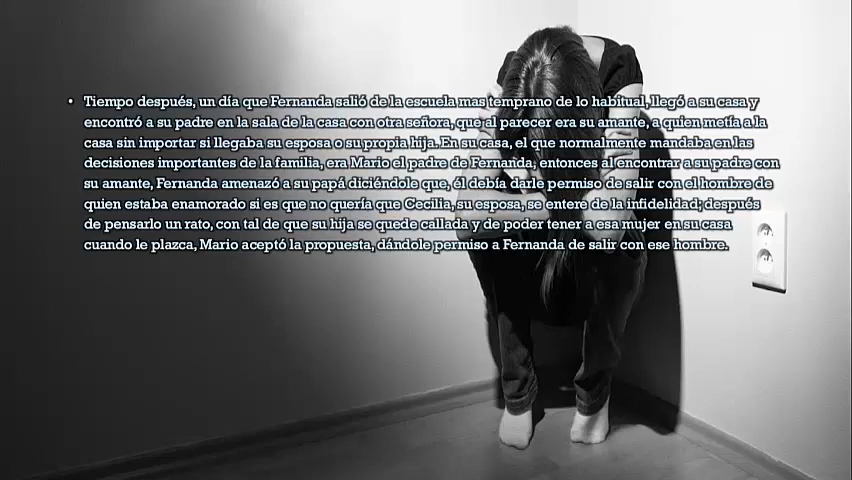 • Tiempo después, un día que Fernanda salió de la escuela mas temprano de lo habitual, llegó a su casa y
encontró a su padre en la sala de la casa con otra señora, que al parecer era su amante, a quien metía a la
casa sin importar si llegaba su esposa o su propia hija. En su casa, el que normalmente mandaba en las
decisiones importantes de la familia, era Mario el padre de Fernanda, entonces al encontrar a su padre con
su amante, Fernanda amenazó a su papá diciéndole que, él debía darle permiso de salir con el hombre de
quien estaba enamorado si es que no quería que Cecilia, su esposa, se entere de la infidelidad; después
de pensarlo un rato, con tal de que su hija se quede callada y de poder tener a esa mujer en su casa
cuando le plazca, Mario aceptó la propuesta, dándole permiso a Fernanda de salir con ese hombre.